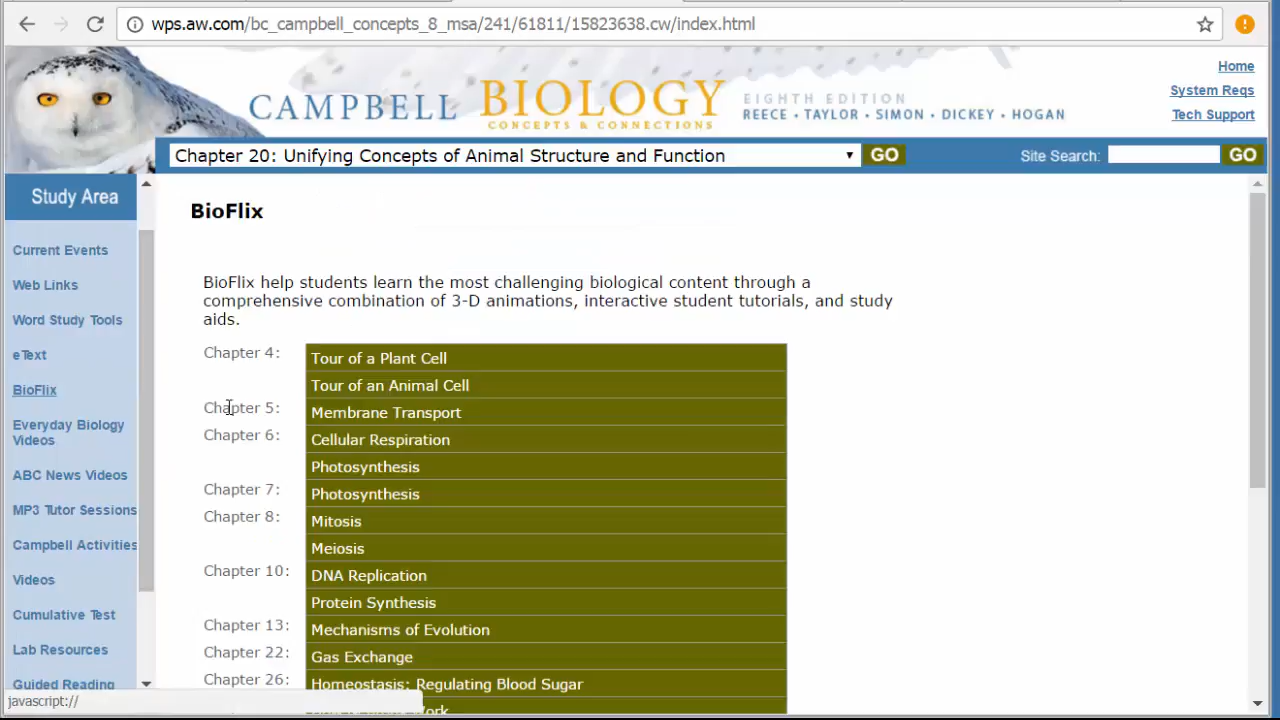 wps.aw.com/bc_campbell_concepts_8_msa/241/61811/15823638.cw/index.html
CAMPBELL BIOLOGY
CONCEPTS & CONNECTIONS
EIGHTH EDITION
REECE • TAYLOR • SIMON • DICKEY • HOGAN
Home
System Reqs
Tech Support
Chapter 20: Unifying Concepts of Animal Structure and Function
GO
Site Search:
GO
Study Area
Current Events
Web Links
Word Study Tools
eText
BioFlix
Everyday Biology
Videos
ABC News Videos
MP3 Tutor Sessions
Campbell Activities
Videos
Cumulative Test
Lab Resources
Guided Reading
BioFlix
BioFlix help students learn the most challenging biological content through a
comprehensive combination of 3-D animations, interactive student tutorials, and study
aids.
Chapter 4: Tour of a Plant Cell
Tour of an Animal Cell
Chapter 5: Membrane Transport
Chapter 6: Cellular Respiration
Photosynthesis
Chapter 7: Photosynthesis
Chapter 8: Mitosis
Meiosis
Chapter 10: DNA Replication
Protein Synthesis
Chapter 13: Mechanisms of Evolution
Chapter 22: Gas Exchange
Chapter 26: Homeostasis: Regulating Blood Sugar
javascript://